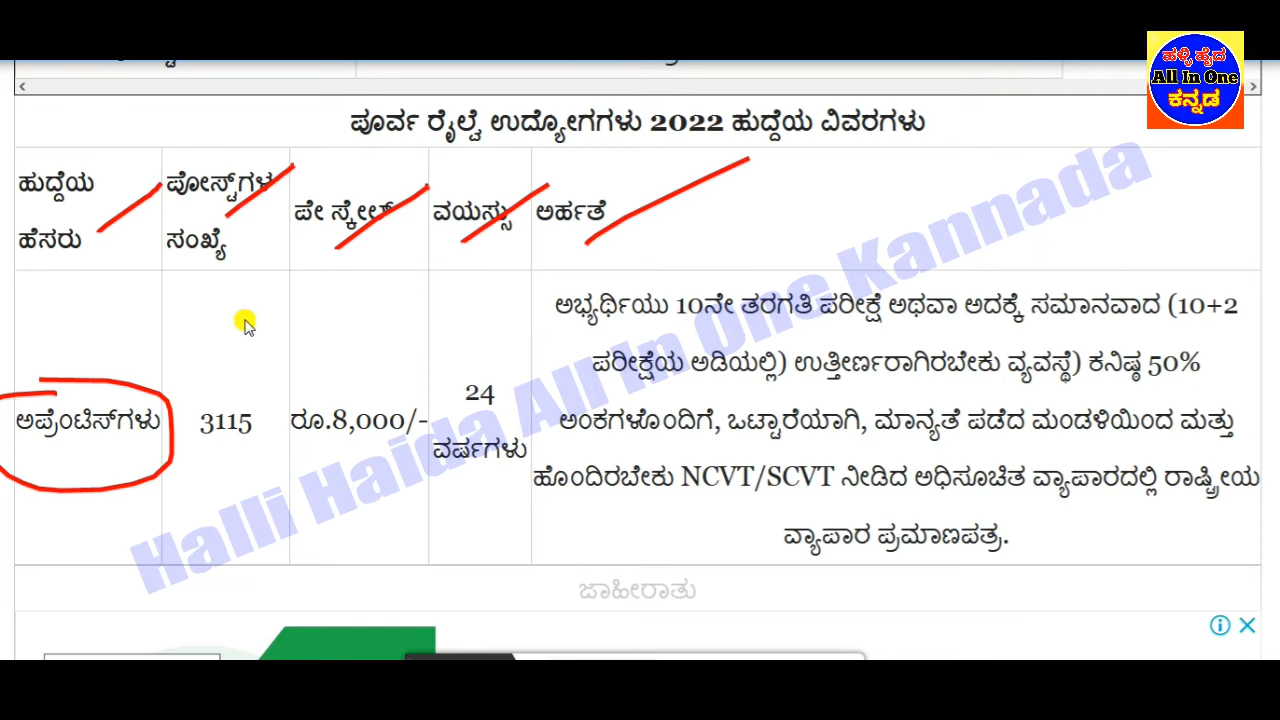 ಹಳ್ಳಿ ಹೈದ
All In One
ಕನ್ನಡ
ಪೂರ್ವ ರೈಲ್ವೆ ಉದ್ಯೋಗಗಳು 2022 ಹುದ್ದೆಯ ವಿವರಗಳು
ಹುದ್ದೆಯ
ಹೆಸರು
ಪೋಸ್ಟ್‌ಗಳ
ಸಂಖ್ಯೆ
ಪೇ ಸ್ಕೇಲ್
ವಯಸ್ಸು
ಅರ್ಹತೆ
ಅಪ್ರೆಂಟಿಸ್‌ಗಳು
3115
ರೂ.8,000/-
24
ವರ್ಷಗಳು
ಅಭ್ಯರ್ಥಿಯು 10ನೇ ತರಗತಿ ಪರೀಕ್ಷೆ ಅಥವಾ ಅದಕ್ಕೆ ಸಮಾನವಾದ (10+2
ಪರೀಕ್ಷೆಯ ಅಡಿಯಲ್ಲಿ) ಉತ್ತೀರ್ಣರಾಗಿರಬೇಕು ವ್ಯವಸ್ಥೆ) ಕನಿಷ್ಠ 50%
ಅಂಕಗಳೊಂದಿಗೆ, ಒಟ್ಟಾರೆಯಾಗಿ, ಮಾನ್ಯತೆ ಪಡೆದ ಮಂಡಳಿಯಿಂದ ಮತ್ತು
ಹೊಂದಿರಬೇಕು NCVT/SCVT ನೀಡಿದ ಅಧಿಸೂಚಿತ ವ್ಯಾಪಾರದಲ್ಲಿ ರಾಷ್ಟ್ರೀಯ
ವ್ಯಾಪಾರ ಪ್ರಮಾಣಪತ್ರ.
Halli Haida All In One Kannada
ಜಾಹೀರಾತು